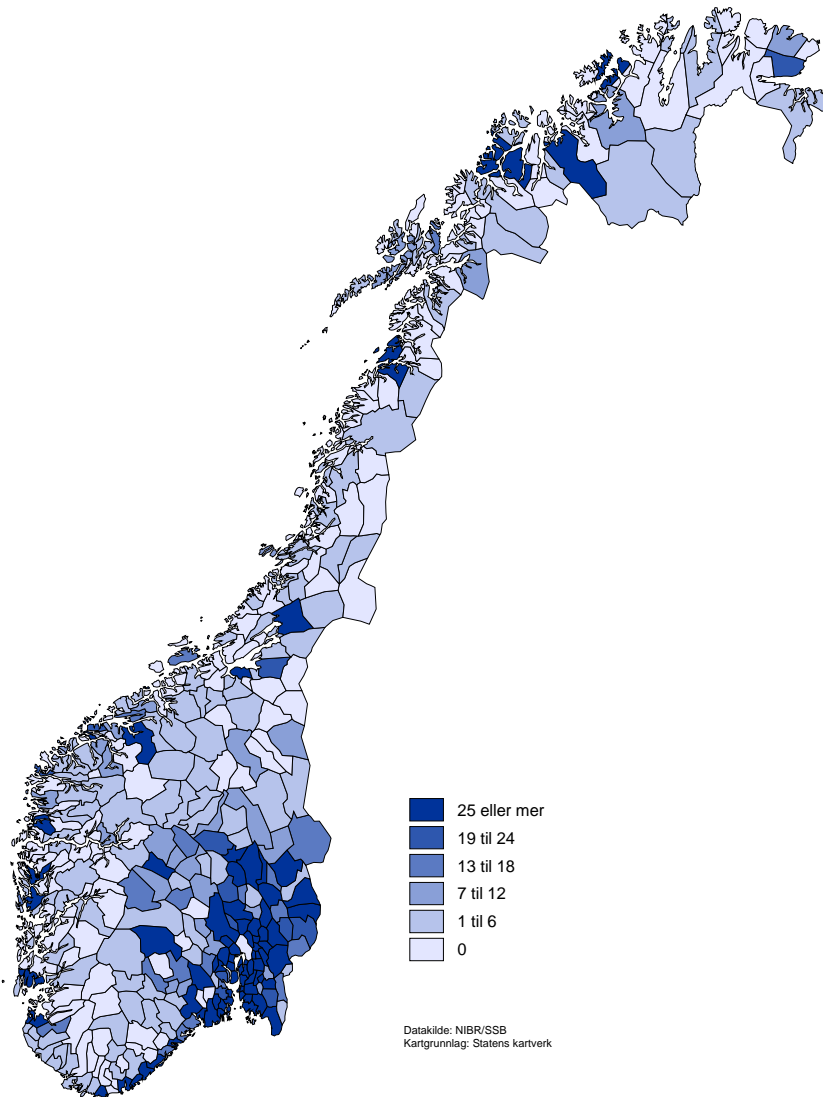 25 eller mer
19 til 24
13 til 18
7 til 12
1 til 6
0
Datakilde: NIBR/SSB
Kartgrunnlag: Statens kartverk